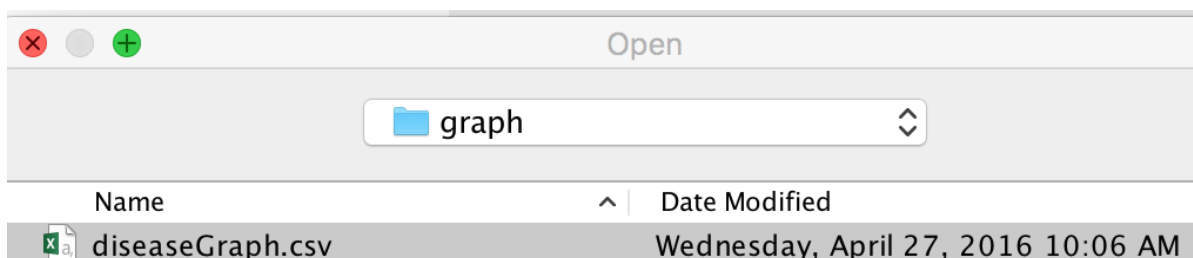 Open
graph
Name Date Modified
diseaseGraph.csv Wednesday, April 27, 2016 10:06 AM